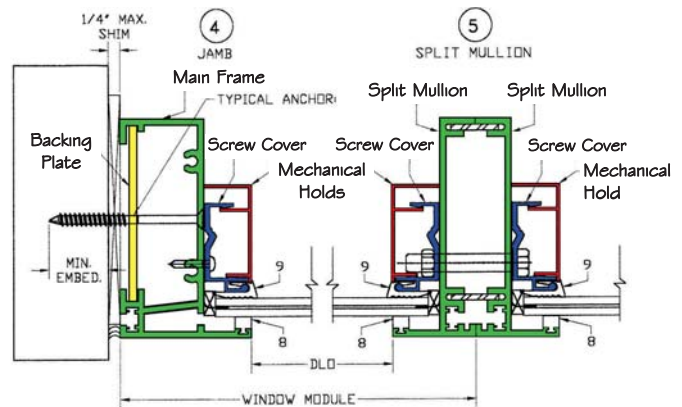 1/4" MAX.
SHIM
4
JAMB
5
SPLIT MULLION
Main Frame
TYPICAL ANCHOR:
Split Mullion
Split Mullion
Backing
Plate
Screw Cover
Mechanical
Holds
Screw Cover
Screw Cover
Mechanical
Hold
MIN.
EMBED.
9
9
9
8
8
8
DLO
WINDOW MODULE